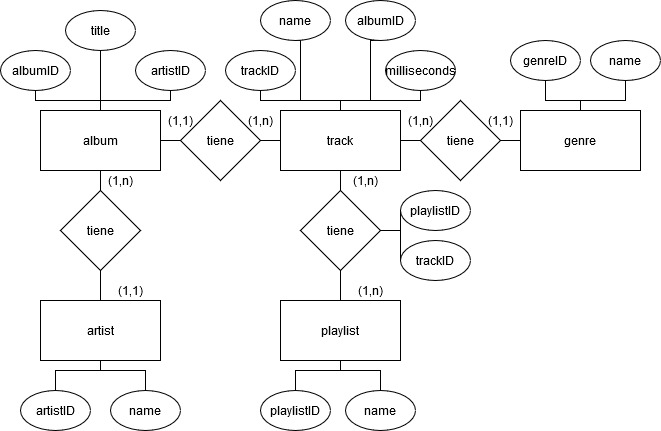 title
name
albumID
albumID
artistID
trackID
milliseconds
genreID
name
album
(1,1)
tiene
(1,n)
track
(1,n)
tiene
(1,1)
genre
(1,n)
(1,n)
tiene
tiene
playlistID
trackID
(1,1)
(1,n)
artist
playlist
artistID
name
playlistID
name